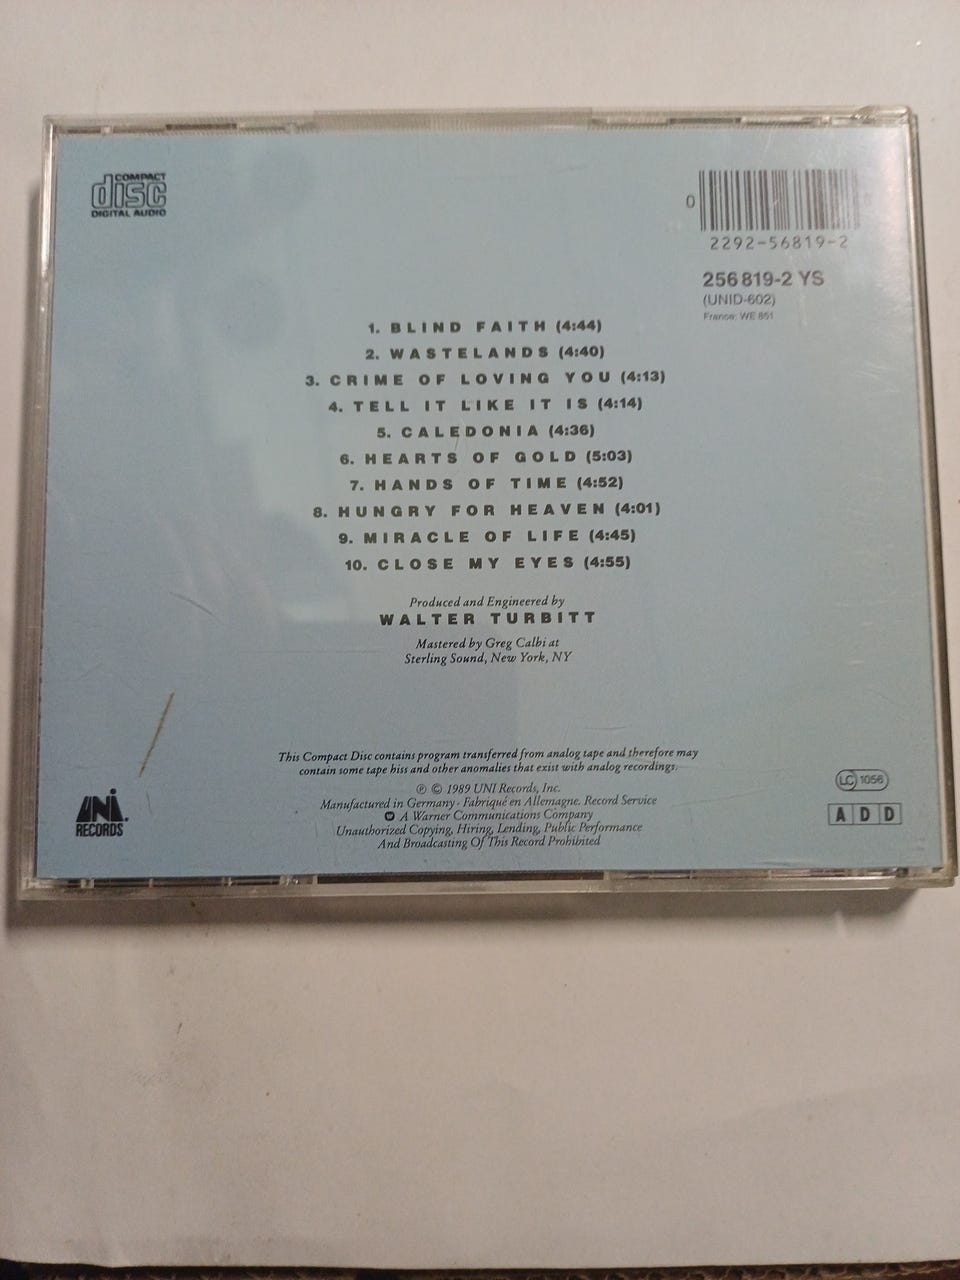 COMPACT
disc
DIGITAL AUDIO
0
2292-56819-2
256 819-2 YS
(UNID-602)
France: WE 851
1. BLIND FAITH (4:44)
2. WASTELANDS (4:40)
3. CRIME OF LOVING YOU (4:13)
4. TELL IT LIKE IT IS (4:14)
5. CALEDONIA (4:36)
6. HEARTS OF GOLD (5:03)
7. HANDS OF TIME (4:52)
8. HUNGRY FOR HEAVEN (4:01)
9. MIRACLE OF LIFE (4:45)
10. CLOSE MY EYES (4:55)
Produced and Engineered by
WALTER TURBITT
Mastered by Greg Calbi at
Sterling Sound, New York, NY
This Compact Disc contains program transferred from analog tape and therefore may
contain some tape hiss and other anomalies that exist with analog recordings.
℗ © 1989 UNI Records, Inc.
Manufactured in Germany · Fabriqué en Allemagne. Record Service
A Warner Communications Company
Unauthorized Copying, Hiring, Lending, Public Performance
And Broadcasting Of This Record Prohibited
UNI
RECORDS
LC 1056
A D D